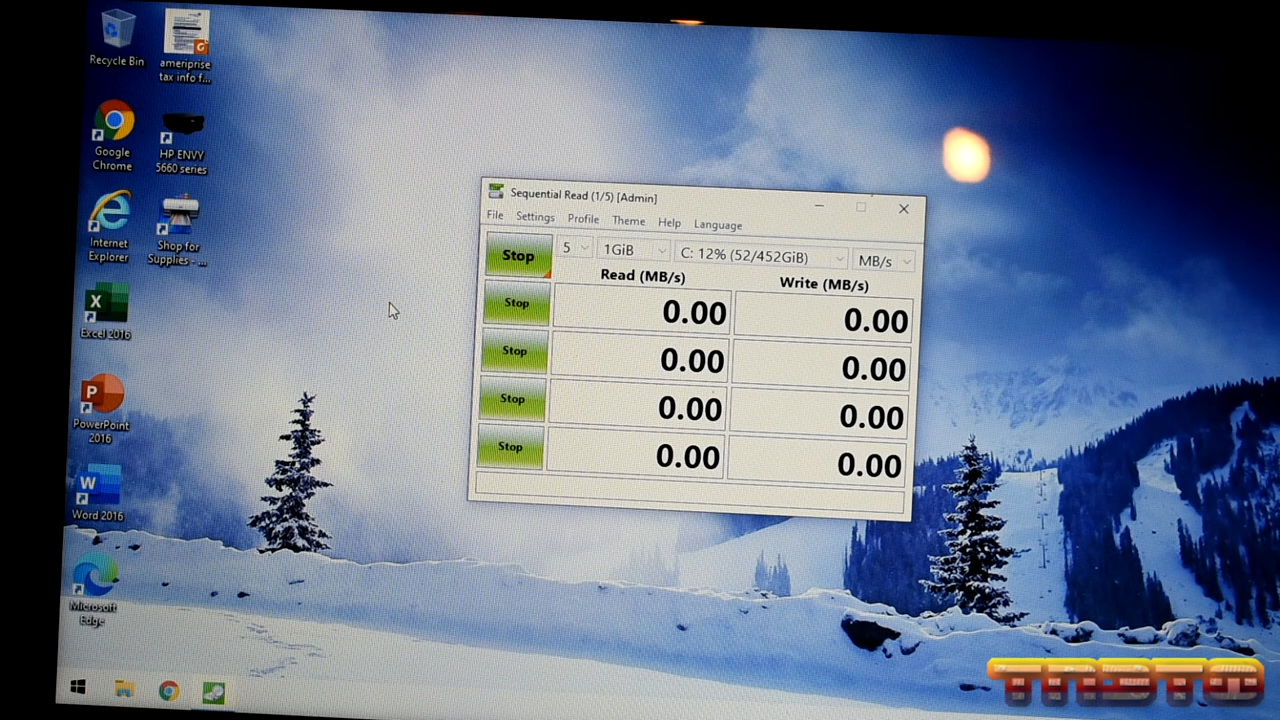 Recycle Bin
ameriprise
tax info f...
Google
Chrome
HP ENVY
5660 series
Internet
Explorer
Shop for
Supplies - ...
X
Excel 2016
P
PowerPoint
2016
W
Word 2016
Microsoft
Edge
Sequential Read (1/5) [Admin]
File Settings Profile Theme Help Language
Stop 5 1GiB C: 12% (52/452GiB) MB/s
Read (MB/s) Write (MB/s)
Stop 0.00 0.00
Stop 0.00 0.00
Stop 0.00 0.00
Stop 0.00 0.00